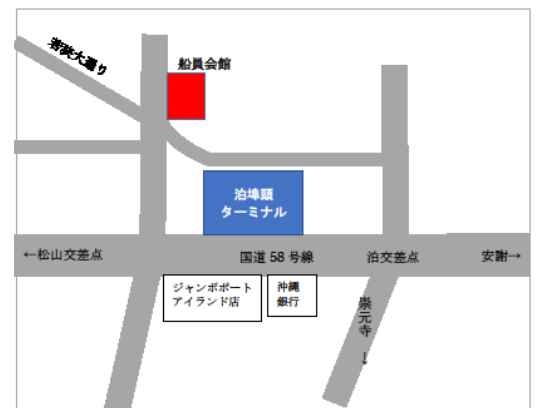 若狭大通り
船員会館
泊埠頭
ターミナル
←松山交差点
国道 58 号線
泊交差点
安謝→
ジャンボポート
アイランド店
沖縄
銀行
崇元寺 →